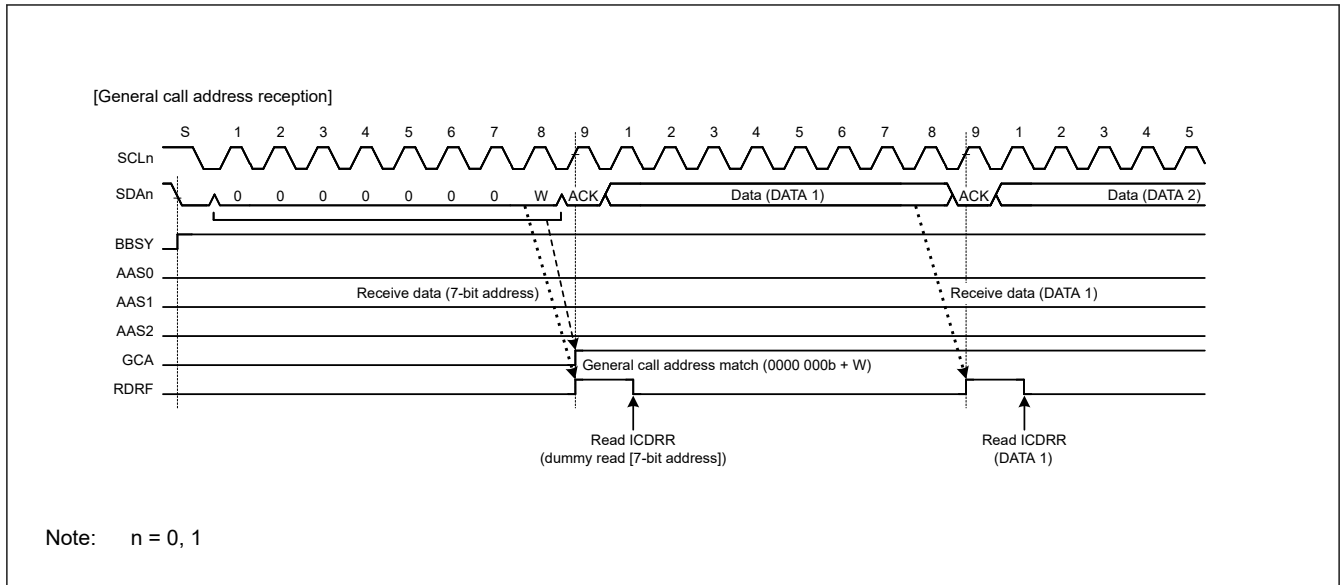 [General call address reception]
S 1 2 3 4 5 6 7 8 9 1 2 3 4 5 6 7 8 9 1 2 3 4 5
SCLn
SDAn 0 0 0 0 0 0 0 W ACK Data (DATA 1) ACK Data (DATA 2)
BBSY
AAS0
Receive data (7-bit address) Receive data (DATA 1)
AAS1
AAS2
GCA
General call address match (0000 000b + W)
RDRF
Read ICDRR Read ICDRR
(dummy read [7-bit address]) (DATA 1)
Note: n = 0, 1